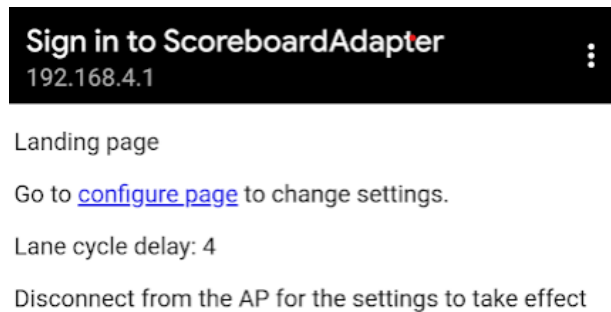 Sign in to ScoreboardAdapter
192.168.4.1
Landing page
Go to configure page to change settings.
Lane cycle delay: 4
Disconnect from the AP for the settings to take effect